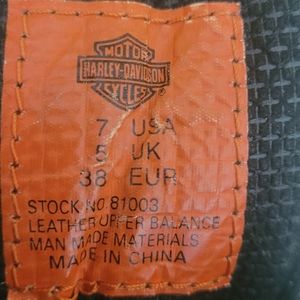 MOTOR
HARLEY-DAVIDSON
CYCLES
®
7 USA
5 UK
38 EUR
STOCK NO. 81003
LEATHER UPPER BALANCE
MAN MADE MATERIALS
MADE IN CHINA